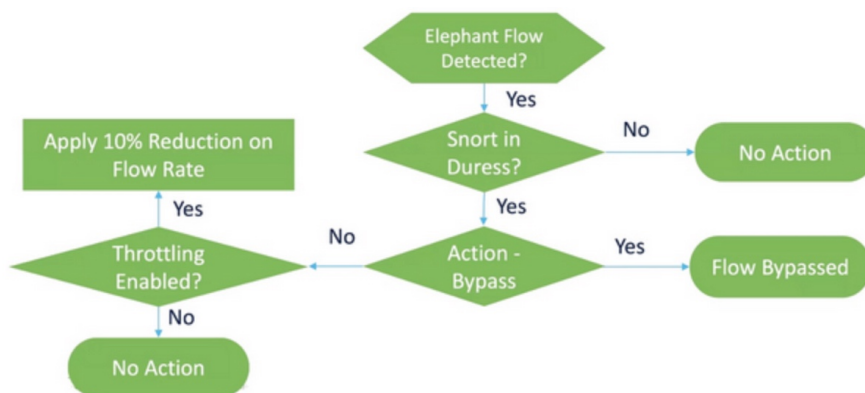 Elephant Flow
Detected?
Yes
Apply 10% Reduction on
Flow Rate
Snort in
Duress?
No
No Action
Yes
Yes
Throttling
Enabled?
No
Action -
Bypass
Yes
Flow Bypassed
No
No Action